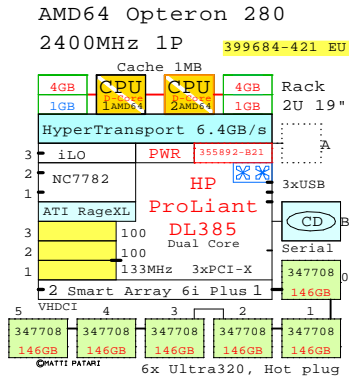 AMD64 Opteron 280
2400MHz 1P
399684-421 EU
Cache 1MB
4GB CPU CPU 4GB
D-Core D-Core
1GB 1AMD64 2AMD64 1GB
Rack
2U 19"
HyperTransport 6.4GB/s
A
3 iLO PWR 355892-B21
2 NC7782
1
3xUSB
HP
ProLiant
DL385
Dual Core
ATI RageXL
CD B
Serial
3 100
2 100
1 133MHz 3xPCI-X
2 Smart Array 6i Plus 1
347708 0
146GB
VHDCI
5 4 3 2 1
347708 347708 347708 347708 347708
146GB 146GB 146GB 146GB 146GB
©MATTI PATARI
6x Ultra320, Hot plug